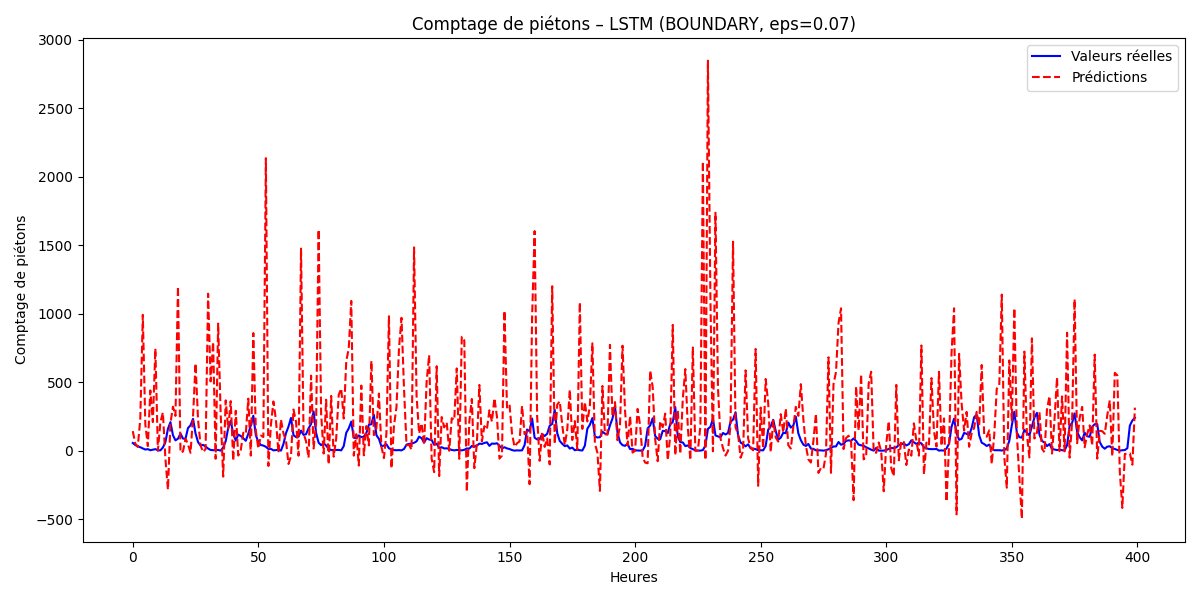 Comptage de piétons – LSTM (BOUNDARY, eps=0.07)
3000
2500
2000
1500
1000
500
0
−500
Comptage de piétons
Valeurs réelles
Prédictions
0 50 100 150 200 250 300 350 400
Heures